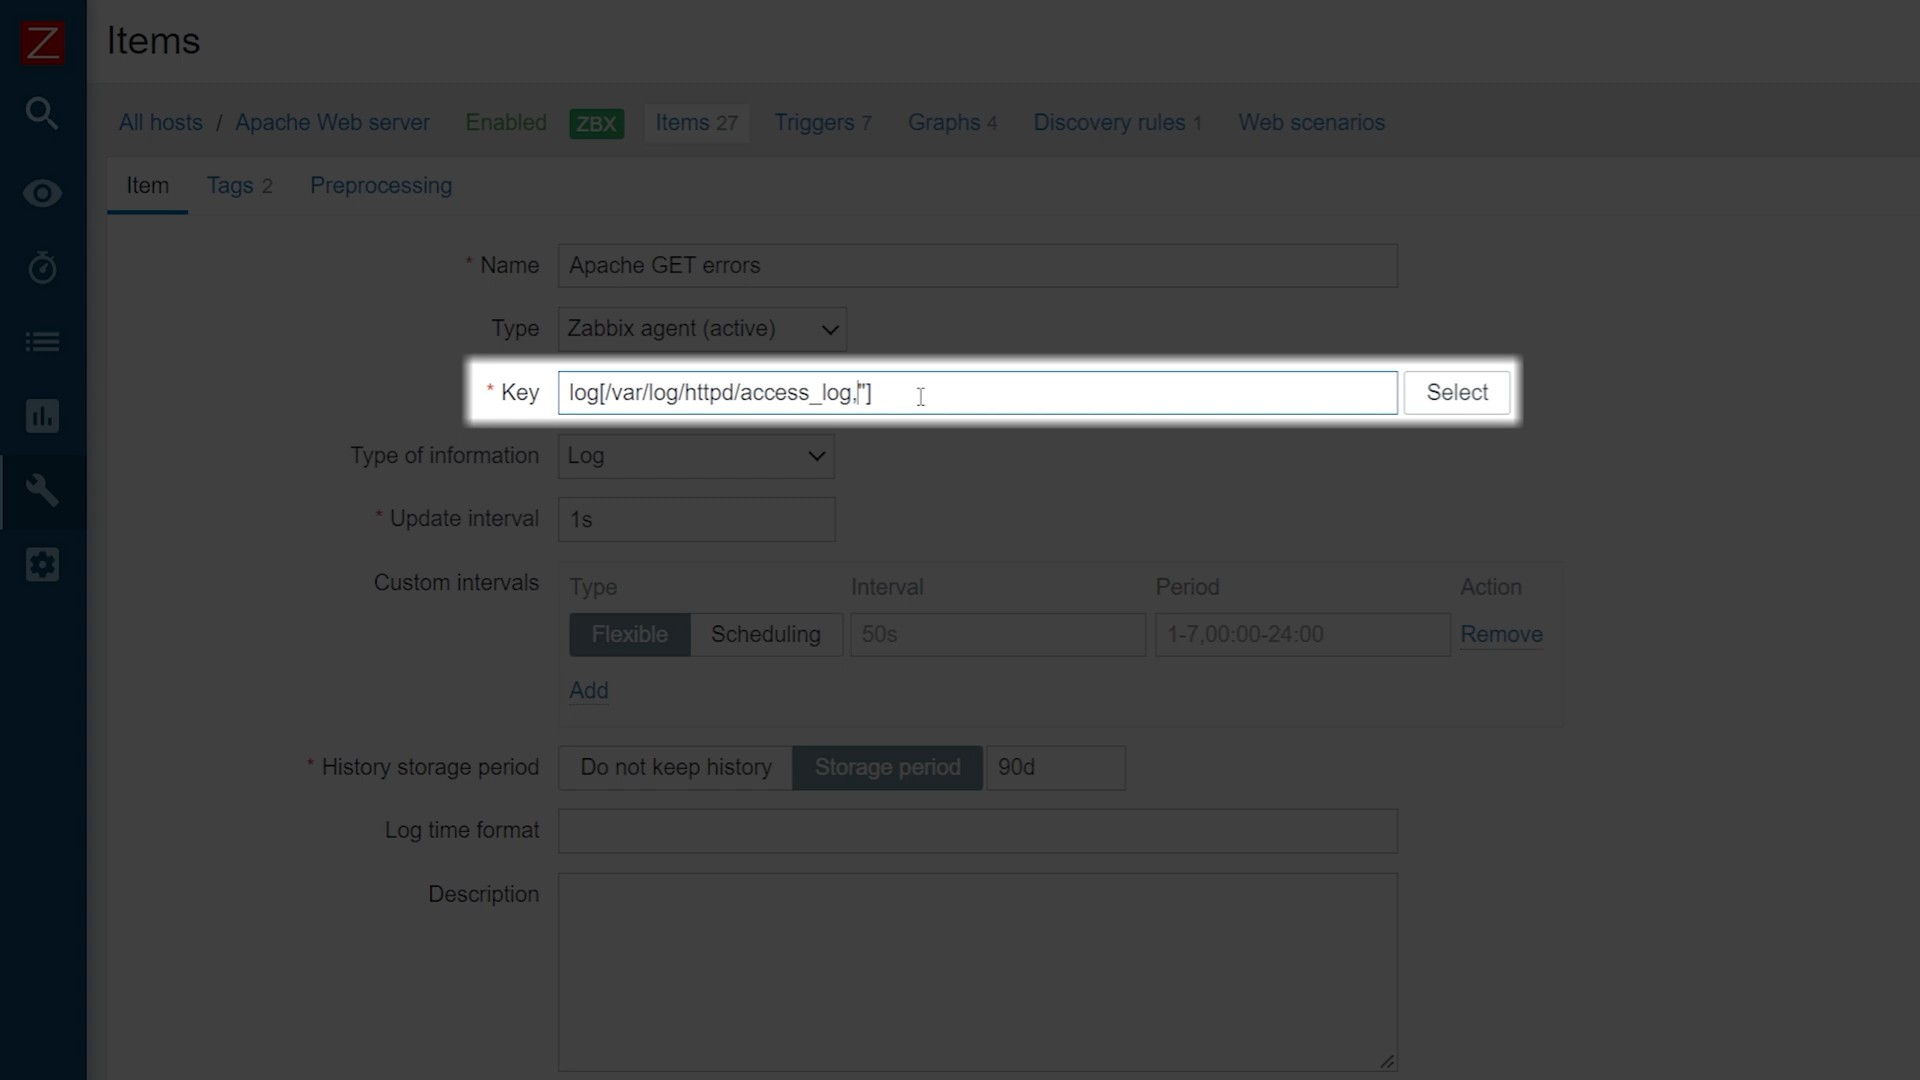 Z
Items
All hosts / Apache Web server Enabled ZBX Items 27 Triggers 7 Graphs 4 Discovery rules 1 Web scenarios
Item Tags 2 Preprocessing
* Name Apache GET errors
Type Zabbix agent (active)
* Key log[/var/log/httpd/access_log,"] Select
Type of information Log
* Update interval 1s
Custom intervals Type Interval Period Action
Flexible Scheduling 50s 1-7,00:00-24:00 Remove
Add
* History storage period Do not keep history Storage period 90d
Log time format
Description